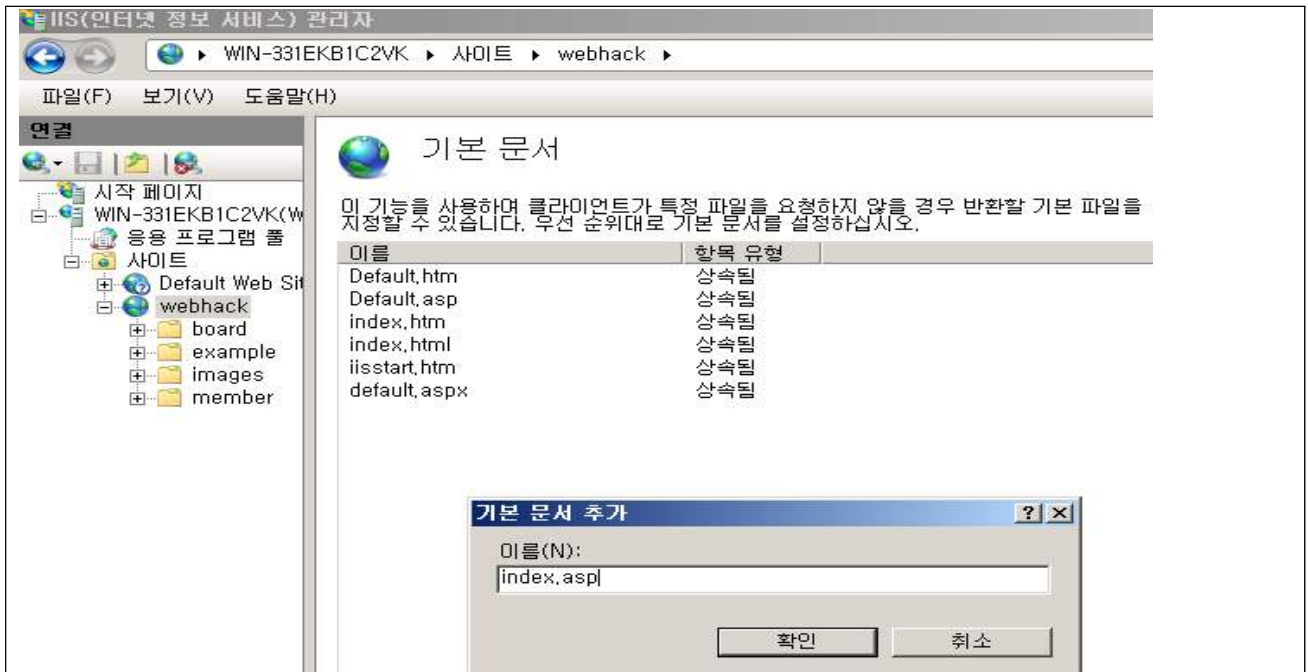 IIS(인터넷 정보 서비스) 관리자
WIN-331EKB1C2VK ▸ 사이트 ▸ webhack ▸
파일(F) 보기(V) 도움말(H)
연결
시작 페이지
WIN-331EKB1C2VK(W
응용 프로그램 풀
사이트
Default Web Sit
webhack
board
example
images
member
기본 문서
이 기능을 사용하며 클라이언트가 특정 파일을 요청하지 않을 경우 반환할 기본 파일을
지정할 수 있습니다. 우선 순위대로 기본 문서를 설정하십시오.
이름 항목 유형
Default.htm 상속됨
Default.asp 상속됨
index.htm 상속됨
index.html 상속됨
iisstart.htm 상속됨
default.aspx 상속됨
기본 문서 추가
이름(N):
index.asp
확인 취소